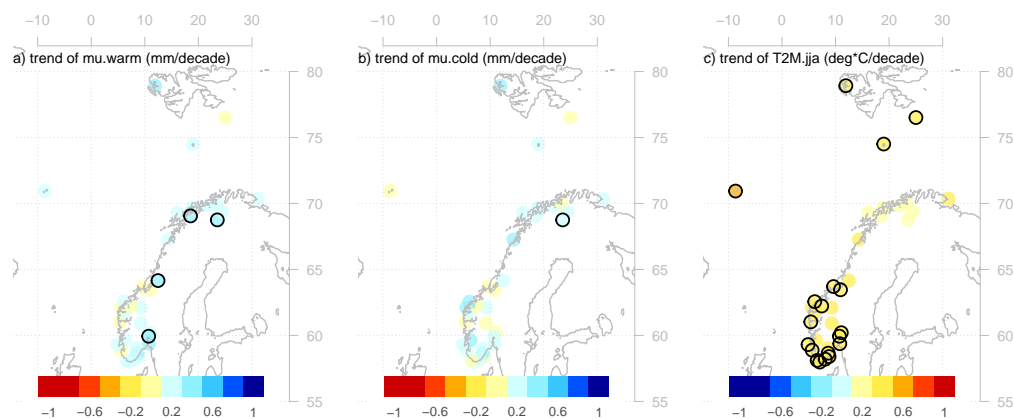 −10 0 10 20 30 −10 0 10 20 30 −10 0 10 20 30
a) trend of mu.warm (mm/decade) b) trend of mu.cold (mm/decade) c) trend of T2M.jja (deg*C/decade)
80 80 80
75 75 75
70 70 70
65 65 65
60 60 60
55 55 55
−1 −0.6 −0.2 0.2 0.6 1 −1 −0.6 −0.2 0.2 0.6 1 −1 −0.6 −0.2 0.2 0.6 1